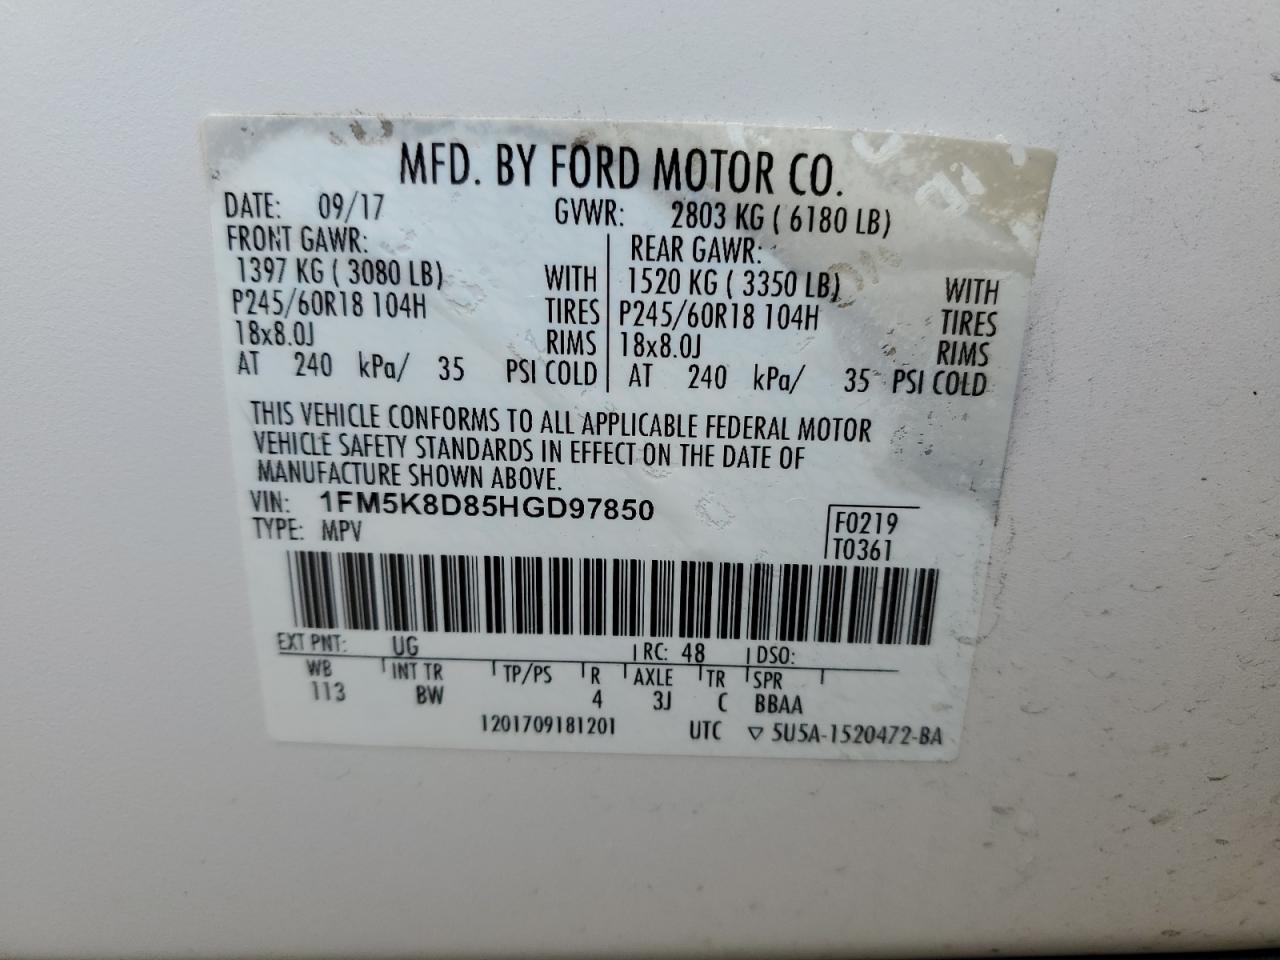 MFD. BY FORD MOTOR CO.
DATE: 09/17 GVWR: 2803 KG ( 6180 LB)
FRONT GAWR: REAR GAWR:
1397 KG ( 3080 LB) WITH 1520 KG ( 3350 LB) WITH
P245/60R18 104H TIRES P245/60R18 104H TIRES
18x8.0J RIMS 18x8.0J RIMS
AT 240 kPa/ 35 PSI COLD AT 240 kPa/ 35 PSI COLD
THIS VEHICLE CONFORMS TO ALL APPLICABLE FEDERAL MOTOR
VEHICLE SAFETY STANDARDS IN EFFECT ON THE DATE OF
MANUFACTURE SHOWN ABOVE.
VIN: 1FM5K8D85HGD97850 F0219
TYPE: MPV T0361
EXT PNT: UG RC: 48 DSO:
WB INT TR TP/PS R AXLE TR SPR
113 BW 4 3J C BBAA
1201709181201 UTC ▽ 5U5A-1520472-BA